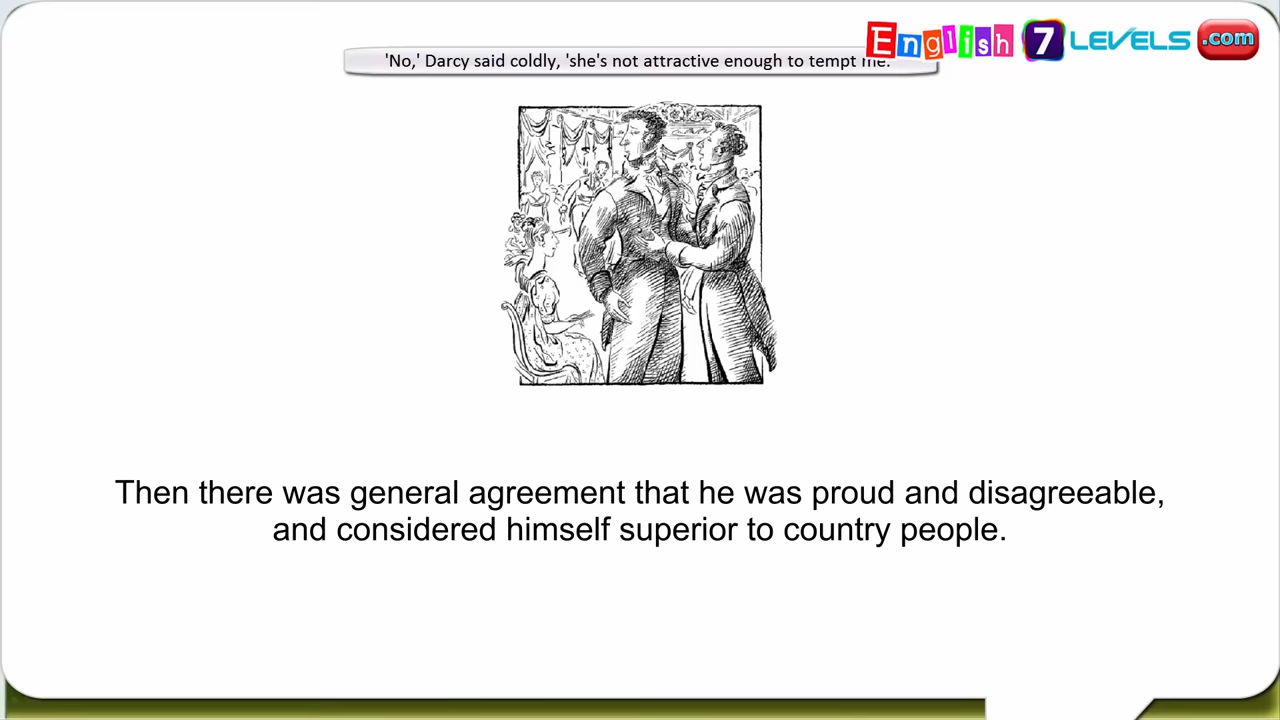 English 7 LEVELS .com
'No,' Darcy said coldly, 'she's not attractive enough to tempt me.'
Then there was general agreement that he was proud and disagreeable,
and considered himself superior to country people.